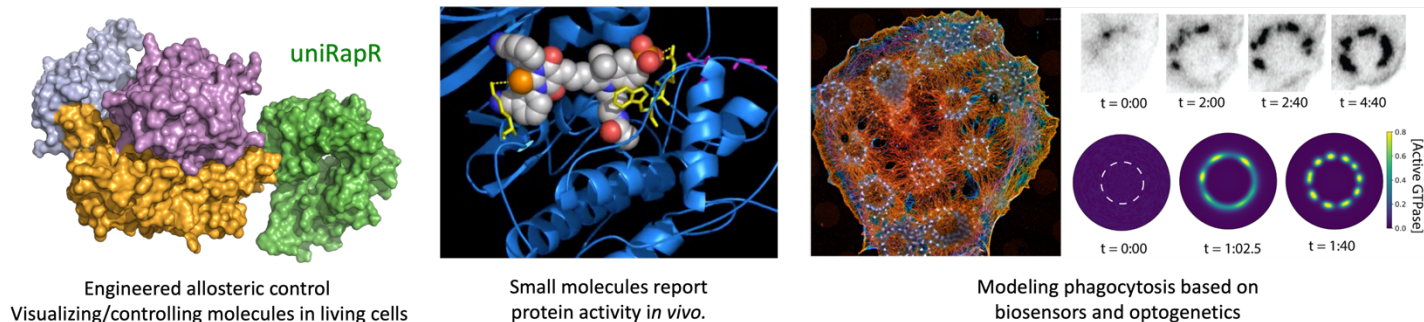 uniRapR
Engineered allosteric control
Visualizing/controlling molecules in living cells
Small molecules report
protein activity in vivo.
t = 0:00
t = 2:00
t = 2:40
t = 4:40
0.8
0.6
0.4
0.2
0.0
[Active GTPase]
t = 0:00
t = 1:02.5
t = 1:40
Modeling phagocytosis based on
biosensors and optogenetics